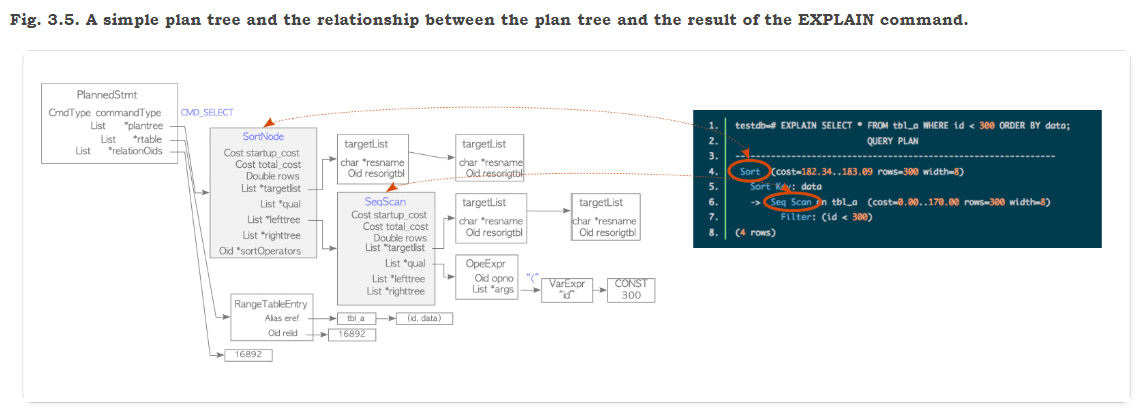 Fig. 3.5. A simple plan tree and the relationship between the plan tree and the result of the EXPLAIN command.
PlannedStmt
CmdType commandType
List *plantree
List *rtable
List *relationOids
CMD_SELECT
SortNode
Cost startup_cost
Cost total_cost
Double rows
List *targetlist
List *qual
List *lefttree
List *righttree
Oid *sortOperators
targetList
char *resname
Oid resorigtbl
targetList
char *resname
Oid resorigtbl
SeqScan
Cost startup_cost
Cost total_cost
Double rows
List *targetlist
List *qual
List *lefttree
List *righttree
targetList
char *resname
Oid resorigtbl
targetList
char *resname
Oid resorigtbl
OpeExpr
Oid opno
List *args
"<"
VarExpr
"id"
CONST
300
RangeTableEntry
Alias eref
Oid relid
tbl_a
(id, data)
16892
16892
1. testdb=# EXPLAIN SELECT * FROM tbl_a WHERE id < 300 ORDER BY data;
2. QUERY PLAN
3. ---------------------------------------------------------------
4. Sort (cost=182.34..183.09 rows=300 width=8)
5. Sort Key: data
6. -> Seq Scan on tbl_a (cost=0.00..170.00 rows=300 width=8)
7. Filter: (id < 300)
8. (4 rows)